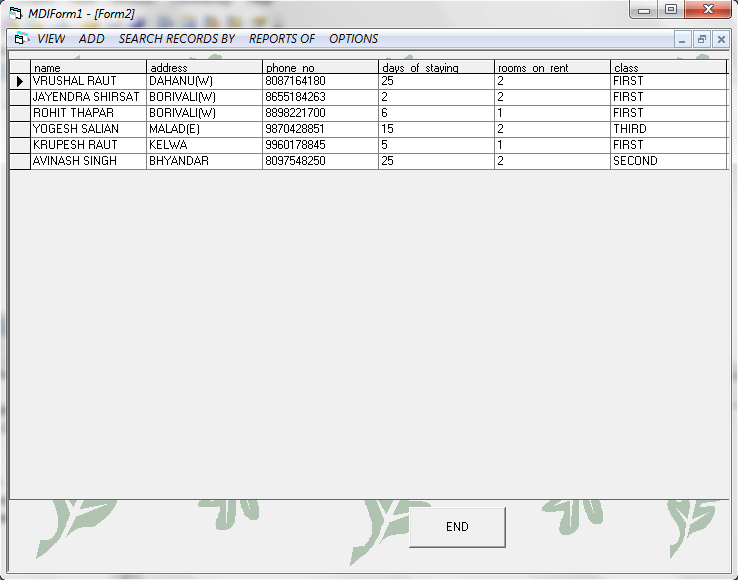 MDIForm1 - [Form2]
VIEW ADD SEARCH RECORDS BY REPORTS OF OPTIONS
name address phone_no days_of_staying rooms_on_rent class
VRUSHAL RAUT DAHANU(W) 8087164180 25 2 FIRST
JAYENDRA SHIRSAT BORIVALI(W) 8655184263 2 2 FIRST
ROHIT THAPAR BORIVALI(W) 8898221700 6 1 FIRST
YOGESH SALIAN MALAD(E) 9870428851 15 2 THIRD
KRUPESH RAUT KELWA 9960178845 5 1 FIRST
AVINASH SINGH BHYANDAR 8097548250 25 2 SECOND
END